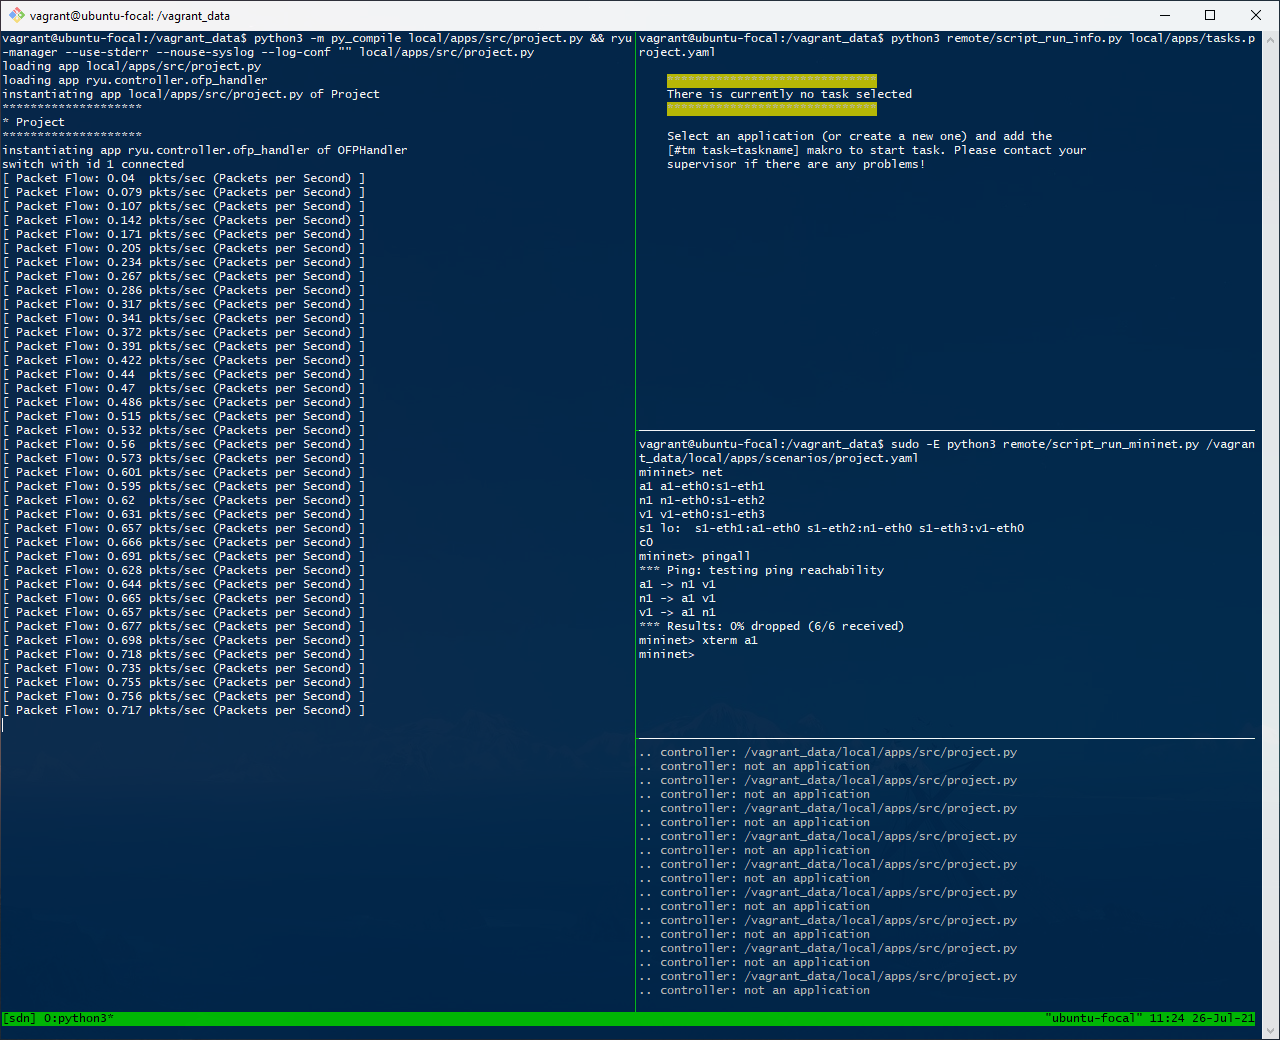 vagrant@ubuntu-focal: /vagrant_data
vagrant@ubuntu-focal:/vagrant_data$ python3 -m py_compile local/apps/src/project.py && ryu
-manager --use-stderr --nouse-syslog --log-conf "" local/apps/src/project.py
loading app local/apps/src/project.py
loading app ryu.controller.ofp_handler
instantiating app local/apps/src/project.py of Project
********************
* Project
********************
instantiating app ryu.controller.ofp_handler of OFPHandler
switch with id 1 connected
[ Packet Flow: 0.04  pkts/sec (Packets per Second) ]
[ Packet Flow: 0.079 pkts/sec (Packets per Second) ]
[ Packet Flow: 0.107 pkts/sec (Packets per Second) ]
[ Packet Flow: 0.142 pkts/sec (Packets per Second) ]
[ Packet Flow: 0.171 pkts/sec (Packets per Second) ]
[ Packet Flow: 0.205 pkts/sec (Packets per Second) ]
[ Packet Flow: 0.234 pkts/sec (Packets per Second) ]
[ Packet Flow: 0.267 pkts/sec (Packets per Second) ]
[ Packet Flow: 0.286 pkts/sec (Packets per Second) ]
[ Packet Flow: 0.317 pkts/sec (Packets per Second) ]
[ Packet Flow: 0.341 pkts/sec (Packets per Second) ]
[ Packet Flow: 0.372 pkts/sec (Packets per Second) ]
[ Packet Flow: 0.391 pkts/sec (Packets per Second) ]
[ Packet Flow: 0.422 pkts/sec (Packets per Second) ]
[ Packet Flow: 0.44  pkts/sec (Packets per Second) ]
[ Packet Flow: 0.47  pkts/sec (Packets per Second) ]
[ Packet Flow: 0.486 pkts/sec (Packets per Second) ]
[ Packet Flow: 0.515 pkts/sec (Packets per Second) ]
[ Packet Flow: 0.532 pkts/sec (Packets per Second) ]
[ Packet Flow: 0.56  pkts/sec (Packets per Second) ]
[ Packet Flow: 0.573 pkts/sec (Packets per Second) ]
[ Packet Flow: 0.601 pkts/sec (Packets per Second) ]
[ Packet Flow: 0.595 pkts/sec (Packets per Second) ]
[ Packet Flow: 0.62  pkts/sec (Packets per Second) ]
[ Packet Flow: 0.631 pkts/sec (Packets per Second) ]
[ Packet Flow: 0.657 pkts/sec (Packets per Second) ]
[ Packet Flow: 0.666 pkts/sec (Packets per Second) ]
[ Packet Flow: 0.691 pkts/sec (Packets per Second) ]
[ Packet Flow: 0.628 pkts/sec (Packets per Second) ]
[ Packet Flow: 0.644 pkts/sec (Packets per Second) ]
[ Packet Flow: 0.665 pkts/sec (Packets per Second) ]
[ Packet Flow: 0.657 pkts/sec (Packets per Second) ]
[ Packet Flow: 0.677 pkts/sec (Packets per Second) ]
[ Packet Flow: 0.698 pkts/sec (Packets per Second) ]
[ Packet Flow: 0.718 pkts/sec (Packets per Second) ]
[ Packet Flow: 0.735 pkts/sec (Packets per Second) ]
[ Packet Flow: 0.755 pkts/sec (Packets per Second) ]
[ Packet Flow: 0.756 pkts/sec (Packets per Second) ]
[ Packet Flow: 0.717 pkts/sec (Packets per Second) ]
vagrant@ubuntu-focal:/vagrant_data$ python3 remote/script_run_info.py local/apps/tasks.p
roject.yaml
******************************
There is currently no task selected
******************************
Select an application (or create a new one) and add the
[#tm task=taskname] makro to start task. Please contact your
supervisor if there are any problems!
vagrant@ubuntu-focal:/vagrant_data$ sudo -E python3 remote/script_run_mininet.py /vagran
t_data/local/apps/scenarios/project.yaml
mininet> net
a1 a1-eth0:s1-eth1
n1 n1-eth0:s1-eth2
v1 v1-eth0:s1-eth3
s1 lo:  s1-eth1:a1-eth0 s1-eth2:n1-eth0 s1-eth3:v1-eth0
c0
mininet> pingall
*** Ping: testing ping reachability
a1 -> n1 v1
n1 -> a1 v1
v1 -> a1 n1
*** Results: 0% dropped (6/6 received)
mininet> xterm a1
mininet>
.. controller: /vagrant_data/local/apps/src/project.py
.. controller: not an application
.. controller: /vagrant_data/local/apps/src/project.py
.. controller: not an application
.. controller: /vagrant_data/local/apps/src/project.py
.. controller: not an application
.. controller: /vagrant_data/local/apps/src/project.py
.. controller: not an application
.. controller: /vagrant_data/local/apps/src/project.py
.. controller: not an application
.. controller: /vagrant_data/local/apps/src/project.py
.. controller: not an application
.. controller: /vagrant_data/local/apps/src/project.py
.. controller: not an application
.. controller: /vagrant_data/local/apps/src/project.py
.. controller: not an application
.. controller: /vagrant_data/local/apps/src/project.py
.. controller: not an application
[sdn] 0:python3*
"ubuntu-focal" 11:24 26-Jul-21